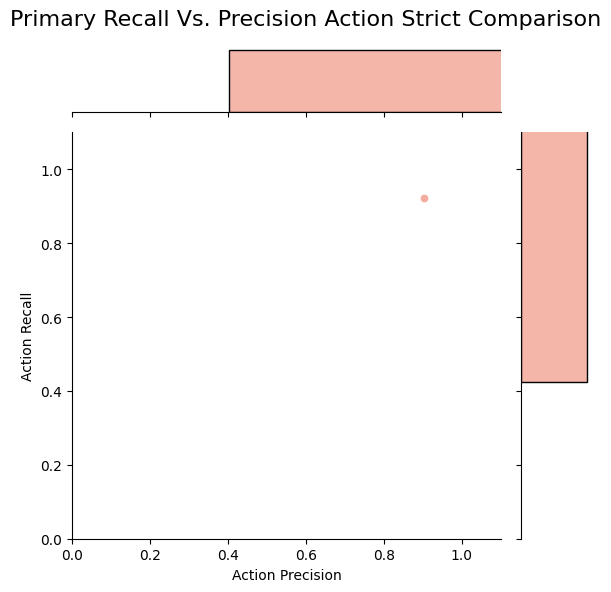 Primary Recall Vs. Precision Action Strict Comparison
1.0
0.8
0.6
0.4
0.2
0.0
Action Recall
0.0 0.2 0.4 0.6 0.8 1.0
Action Precision